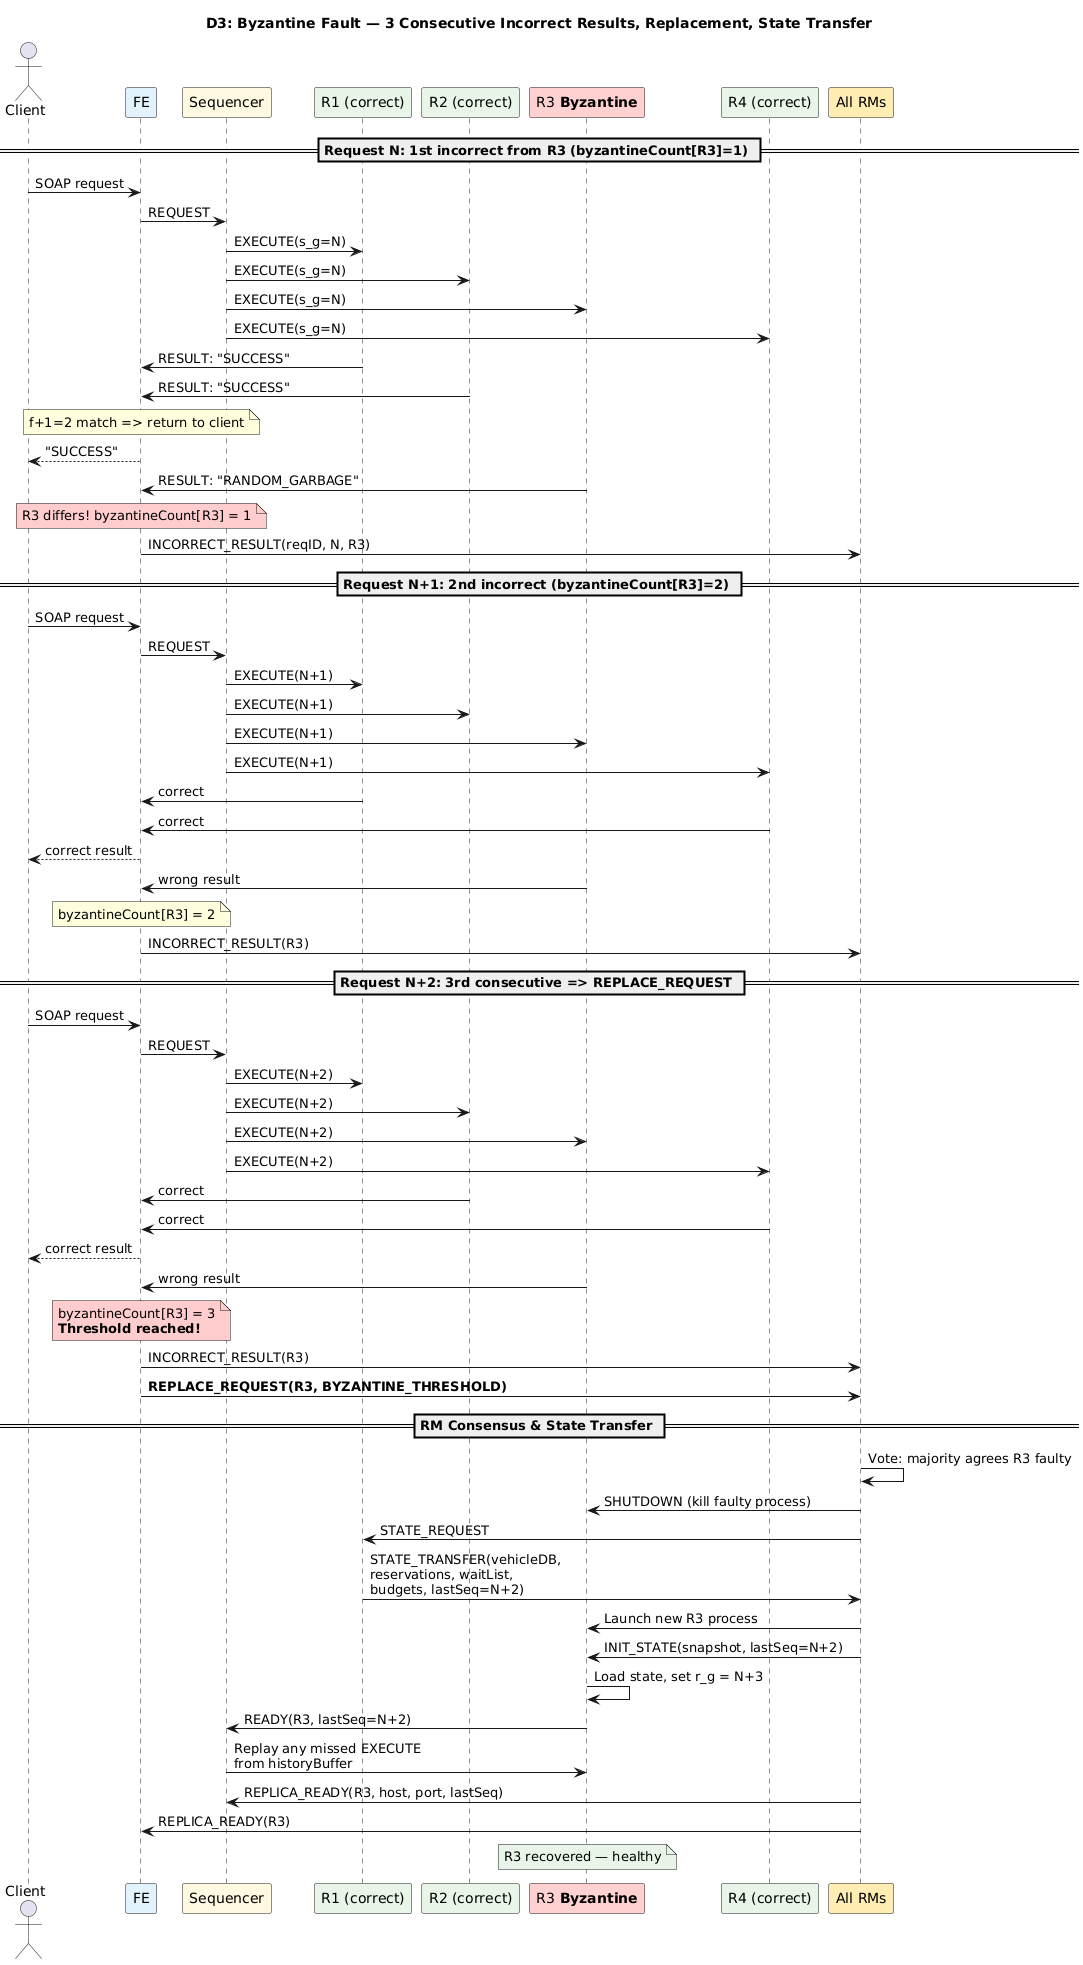 D3: Byzantine Fault — 3 Consecutive Incorrect Results, Replacement, State Transfer
Client
FE
Sequencer
R1 (correct)
R2 (correct)
R3 Byzantine
R4 (correct)
All RMs
Request N: 1st incorrect from R3 (byzantineCount[R3]=1)
SOAP request
REQUEST
EXECUTE(s_g=N)
EXECUTE(s_g=N)
EXECUTE(s_g=N)
EXECUTE(s_g=N)
RESULT: "SUCCESS"
RESULT: "SUCCESS"
f+1=2 match => return to client
"SUCCESS"
RESULT: "RANDOM_GARBAGE"
R3 differs! byzantineCount[R3] = 1
INCORRECT_RESULT(reqID, N, R3)
Request N+1: 2nd incorrect (byzantineCount[R3]=2)
SOAP request
REQUEST
EXECUTE(N+1)
EXECUTE(N+1)
EXECUTE(N+1)
EXECUTE(N+1)
correct
correct
correct result
wrong result
byzantineCount[R3] = 2
INCORRECT_RESULT(R3)
Request N+2: 3rd consecutive => REPLACE_REQUEST
SOAP request
REQUEST
EXECUTE(N+2)
EXECUTE(N+2)
EXECUTE(N+2)
EXECUTE(N+2)
correct
correct
correct result
wrong result
byzantineCount[R3] = 3
Threshold reached!
INCORRECT_RESULT(R3)
REPLACE_REQUEST(R3, BYZANTINE_THRESHOLD)
RM Consensus & State Transfer
Vote: majority agrees R3 faulty
SHUTDOWN (kill faulty process)
STATE_REQUEST
STATE_TRANSFER(vehicleDB,
reservations, waitList,
budgets, lastSeq=N+2)
Launch new R3 process
INIT_STATE(snapshot, lastSeq=N+2)
Load state, set r_g = N+3
READY(R3, lastSeq=N+2)
Replay any missed EXECUTE
from historyBuffer
REPLICA_READY(R3, host, port, lastSeq)
REPLICA_READY(R3)
R3 recovered — healthy
Client
FE
Sequencer
R1 (correct)
R2 (correct)
R3 Byzantine
R4 (correct)
All RMs